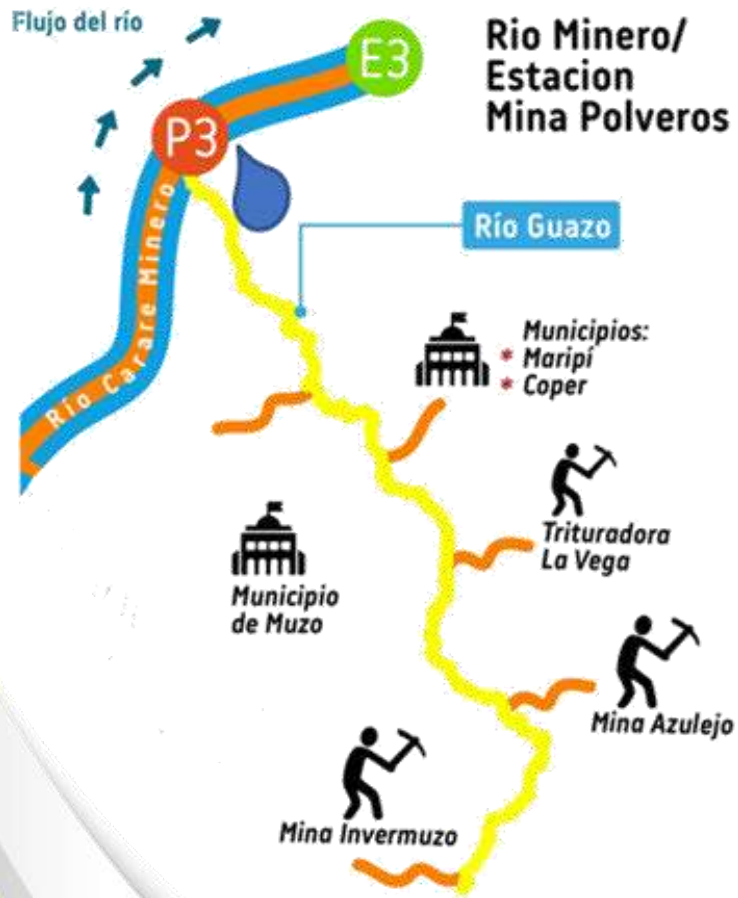 Flujo del río
E3
Rio Minero/
Estacion
Mina Polveros
P3
Río Guazo
Río Carare Minero
Municipios:
* Maripí
* Coper
Trituradora
La Vega
Municipio
de Muzo
Mina Azulejo
Mina Invermuzo